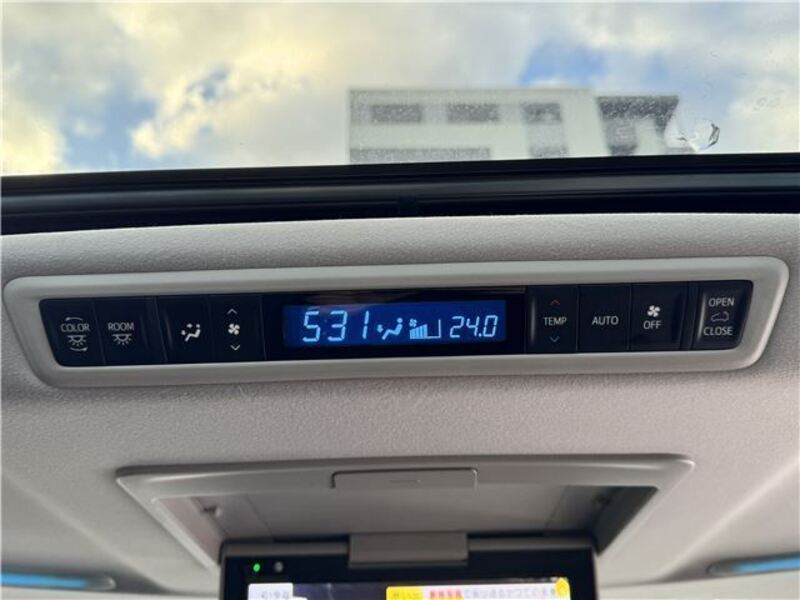 COLOR
ROOM
5:31
24.0
TEMP
AUTO
OFF
OPEN
CLOSE